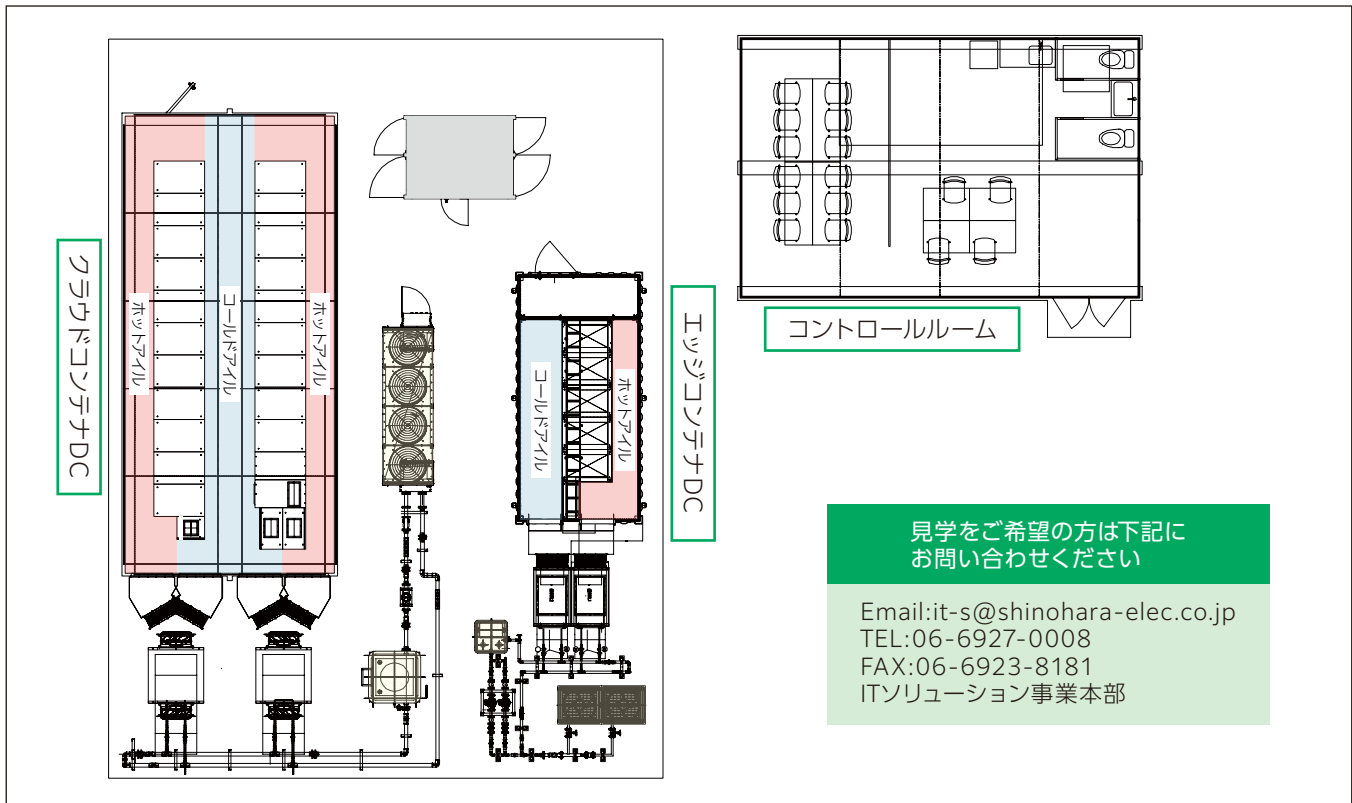 クラウドコンテナDC
ホットアイル
コールドアイル
ホットアイル
コールドアイル
ホットアイル
エッジコンテナDC
コントロールルーム
見学をご希望の方は下記に
お問い合わせください
Email:it-s@shinohara-elec.co.jp
TEL:06-6927-0008
FAX:06-6923-8181
ITソリューション事業本部